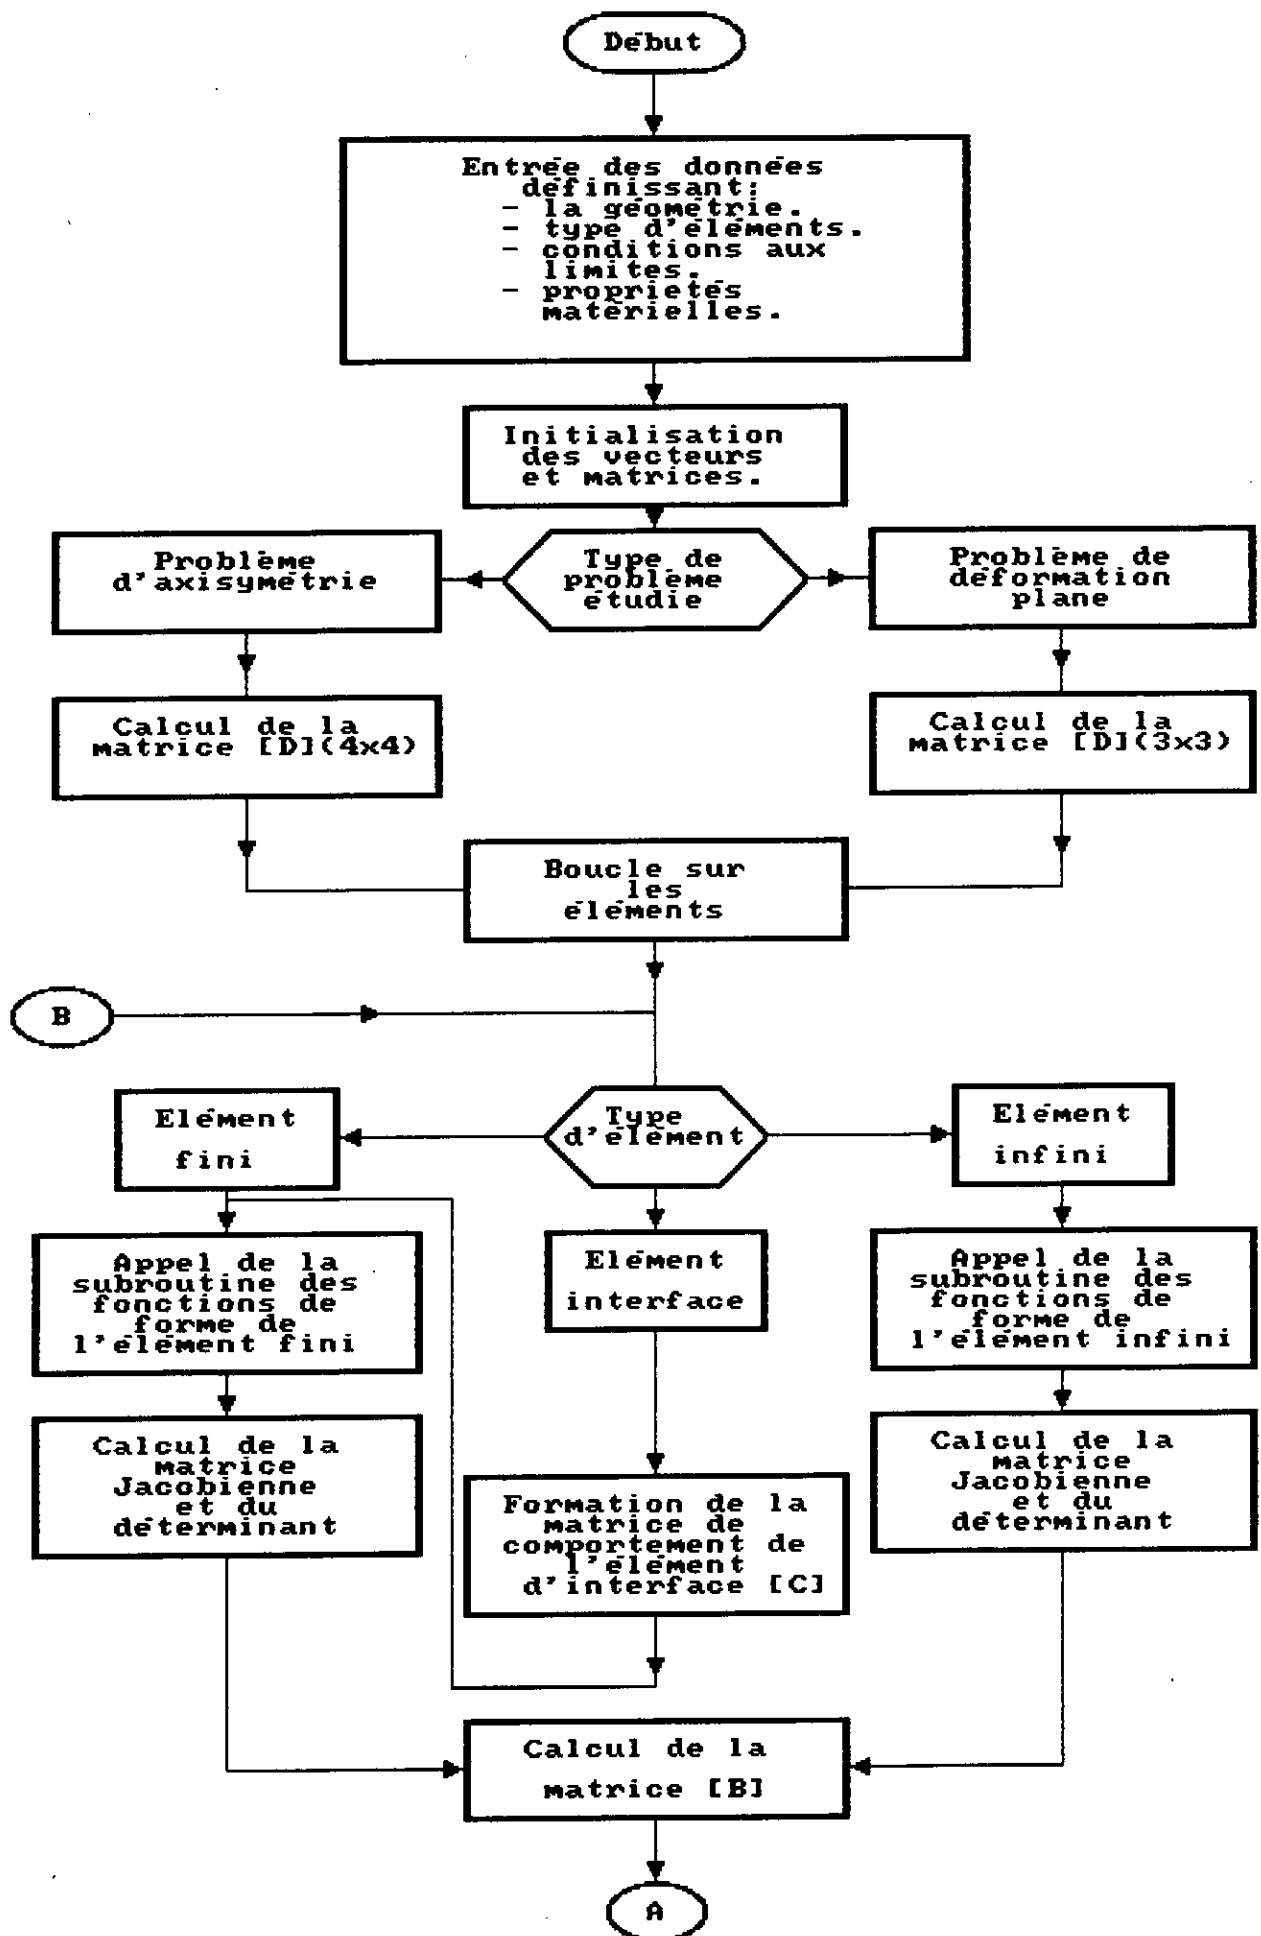 Début
Entrée des données
définissant:
- la géométrie.
- type d'éléments.
- conditions aux
limites.
- propriétés
matérielles.
Initialisation
des vecteurs
et matrices.
Problème
d'axisymétrie
Type de
problème
étudié
Problème de
déformation
plane
Calcul de la
matrice [D](4x4)
Calcul de la
matrice [D](3x3)
Boucle sur
les
éléments
B
Elément
fini
Type
d'élément
Elément
infini
Appel de la
subroutine des
fonctions de
forme de
l'élément fini
Elément
interface
Appel de la
subroutine des
fonctions de
forme de
l'élément infini
Calcul de la
matrice
Jacobienne
et du
déterminant
Formation de la
matrice de
comportement de
l'élément
d'interface [C]
Calcul de la
matrice
Jacobienne
et du
déterminant
Calcul de la
matrice [B]
A